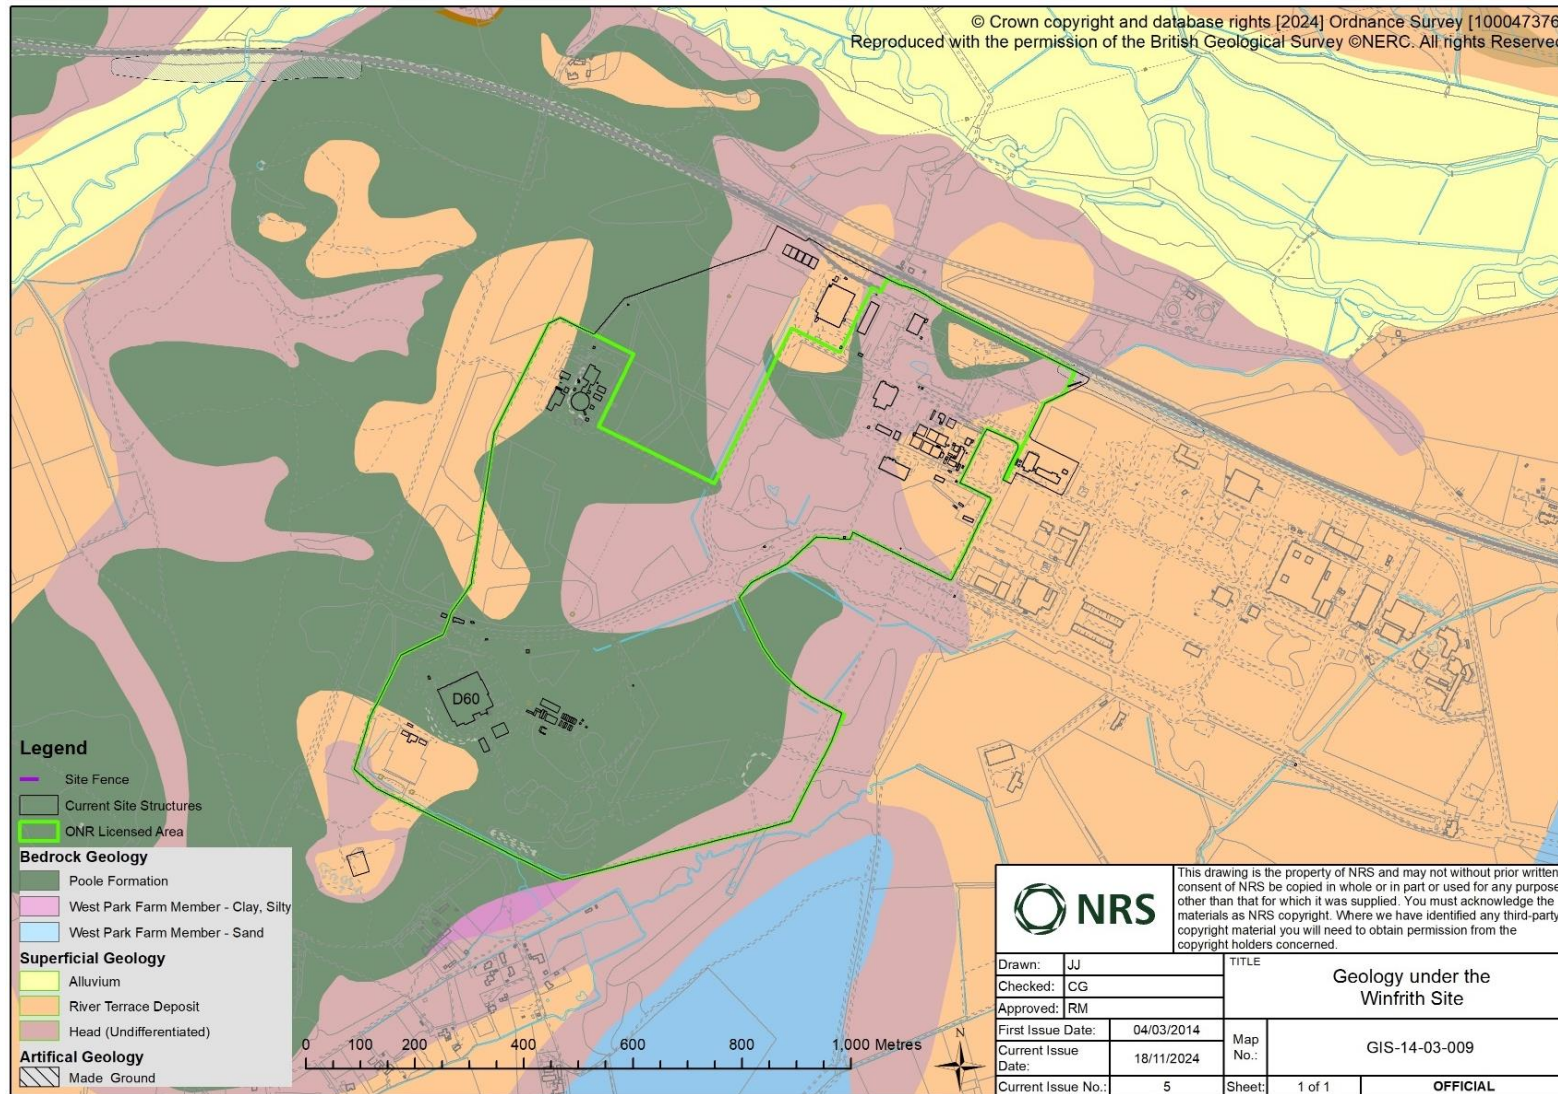 © Crown copyright and database rights [2024] Ordnance Survey [100047376
Reproduced with the permission of the British Geological Survey ©NERC. All rights Reserved
D60
Legend
Site Fence
Current Site Structures
ONR Licensed Area
Bedrock Geology
Poole Formation
West Park Farm Member - Clay, Silty
West Park Farm Member - Sand
Superficial Geology
Alluvium
River Terrace Deposit
Head (Undifferentiated)
Artifical Geology
Made Ground
0 100 200 400 600 800 1,000 Metres
N
NRS
This drawing is the property of NRS and may not without prior written
consent of NRS be copied in whole or in part or used for any purpose
other than that for which it was supplied. You must acknowledge the
materials as NRS copyright. Where we have identified any third-party
copyright material you will need to obtain permission from the
copyright holders concerned.
Drawn: JJ
Checked: CG
Approved: RM
TITLE
Geology under the
Winfrith Site
First Issue Date: 04/03/2014
Current Issue
Date: 18/11/2024
Map
No.: GIS-14-03-009
Current Issue No.: 5
Sheet: 1 of 1 OFFICIAL